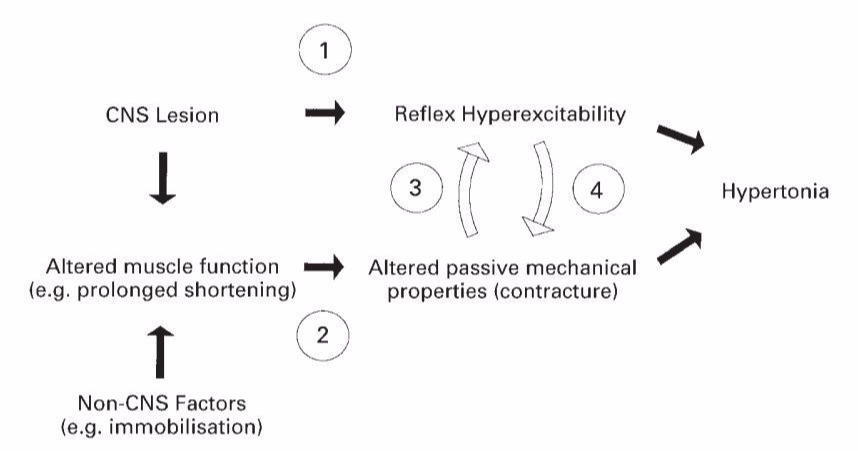 1
CNS Lesion
Reflex Hyperexcitability
3
4
Hypertonia
Altered muscle function
(e.g. prolonged shortening)
Altered passive mechanical
properties (contracture)
2
Non-CNS Factors
(e.g. immobilisation)